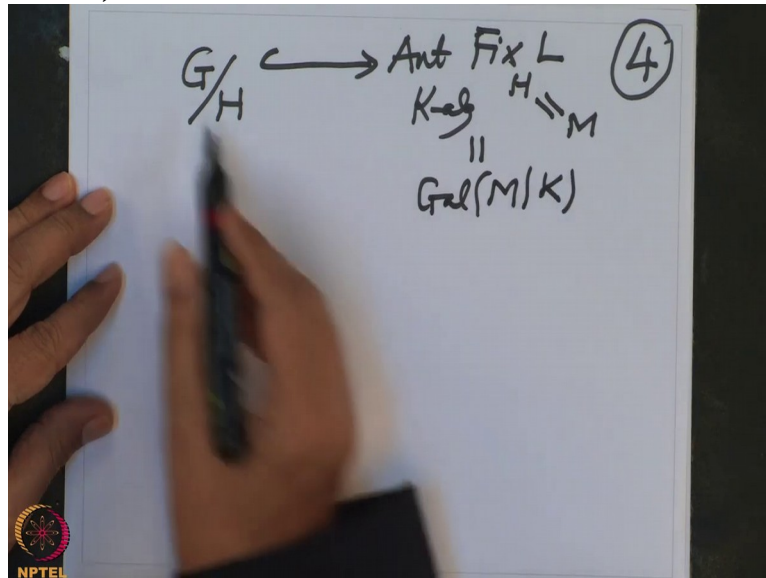 G/H ↪ Aut Fix L ④
K-alg H = M
||
Gal(M|K)
NPTEL